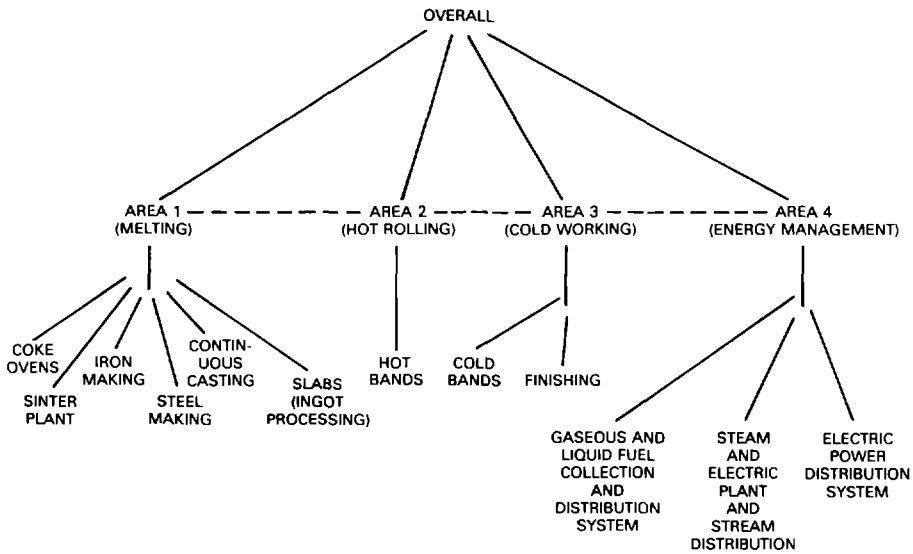 OVERALL
AREA 1
(MELTING)
AREA 2
(HOT ROLLING)
AREA 3
(COLD WORKING)
AREA 4
(ENERGY MANAGEMENT)
COKE
OVENS
SINTER
PLANT
IRON
MAKING
STEEL
MAKING
CONTIN-
UOUS
CASTING
SLABS
(INGOT
PROCESSING)
HOT
BANDS
COLD
BANDS
FINISHING
GASEOUS AND
LIQUID FUEL
COLLECTION
AND
DISTRIBUTION
SYSTEM
STEAM
AND
ELECTRIC
PLANT
AND
STREAM
DISTRIBUTION
ELECTRIC
POWER
DISTRIBUTION
SYSTEM